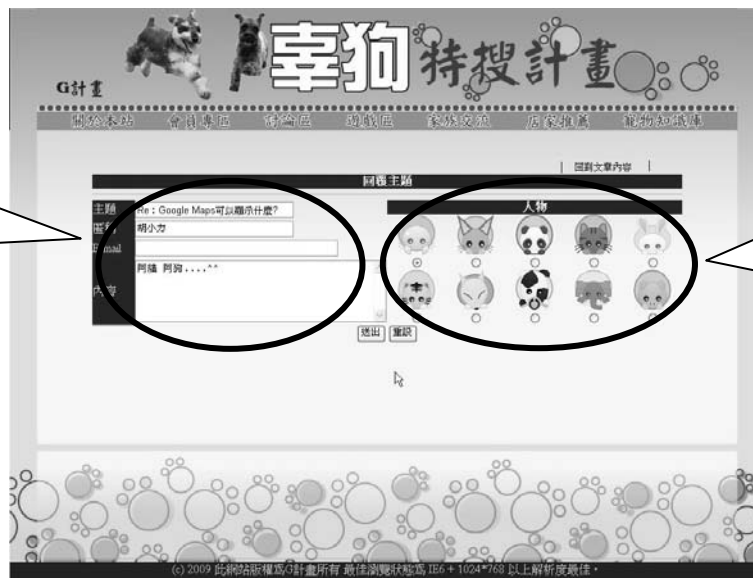 G計畫
辜狗特搜計畫
關於本站 會員專區 討論區 遊戲區 家族交流 店家推薦 寵物知識庫
| 回到文章內容 |
回覆主題
主題 Re：Google Maps可以顯示什麼?
匿稱 胡小方
E-mail
內容 阿貓 阿狗....^^
人物
送出 重設
(c) 2009 此網站版權為G計畫所有 最佳瀏覽狀態為 IE6 + 1024*768 以上解析度最佳。